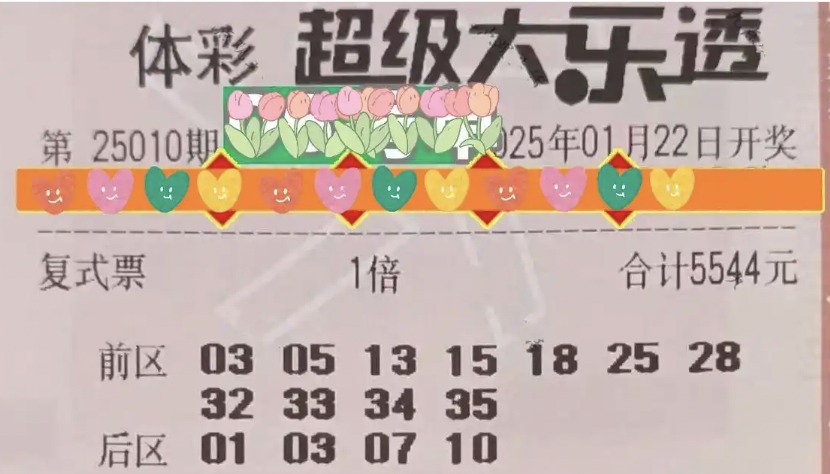 体彩 超级大乐透
第 25010期 2025年01月22日开奖
复式票 1倍 合计5544元
前区 03 05 13 15 18 25 28
32 33 34 35
后区 01 03 07 10